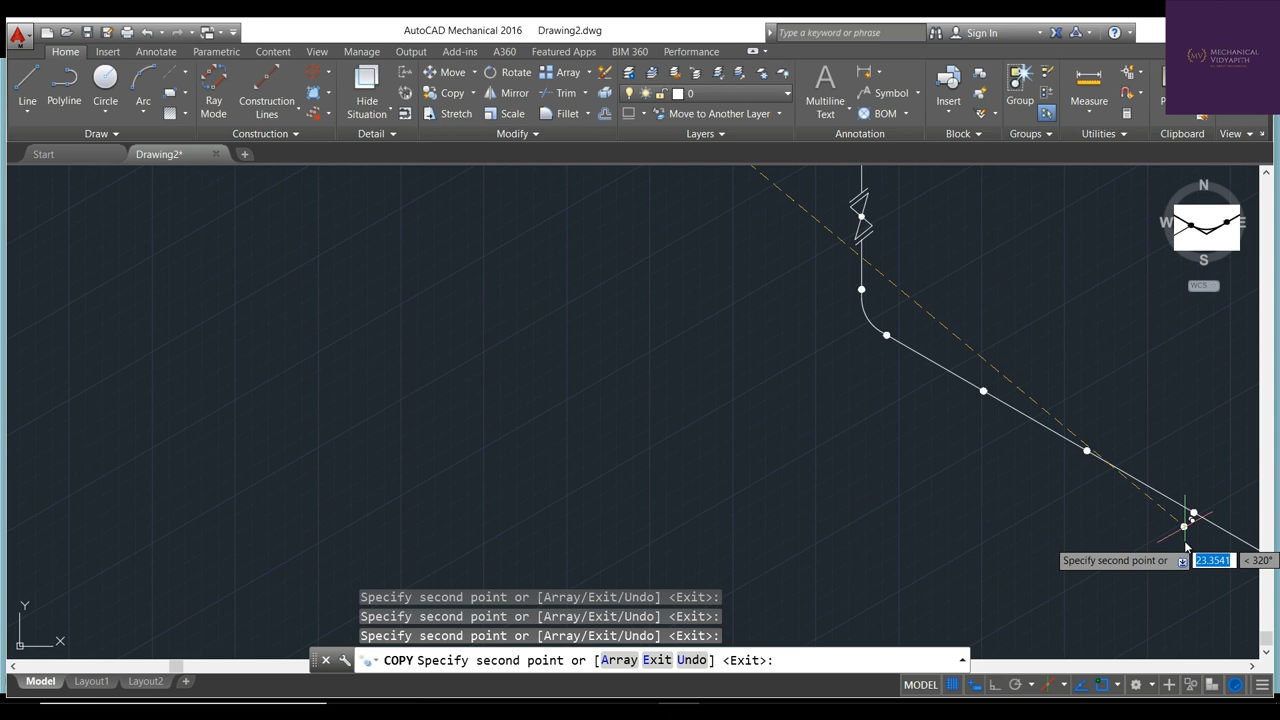 AutoCAD Mechanical 2016 Drawing2.dwg
Type a keyword or phrase
Sign In
MECHANICAL
VIDYAPITH
Home Insert Annotate Parametric Content View Manage Output Add-ins A360 Featured Apps BIM 360 Performance
Move Rotate Array
0
Symbol
Line Polyline Circle Arc
Ray
Mode
Construction
Lines
Hide
Situation
Copy Mirror Trim
Multiline
Text
Insert
Group
Measure
Stretch Fillet
Move to Another Layer
BOM
Draw Construction Detail Modify Layers Annotation Block Groups Utilities Clipboard View
Start Drawing2*
N
W E
S
WCS
Specify second point or 23.3541 < 320°
Specify second point or [Array/Exit/Undo] <Exit>:
Specify second point or [Array/Exit/Undo] <Exit>:
Specify second point or [Array/Exit/Undo] <Exit>:
Y
X
COPY Specify second point or [Array Exit Undo] <Exit>:
Model Layout1 Layout2
MODEL